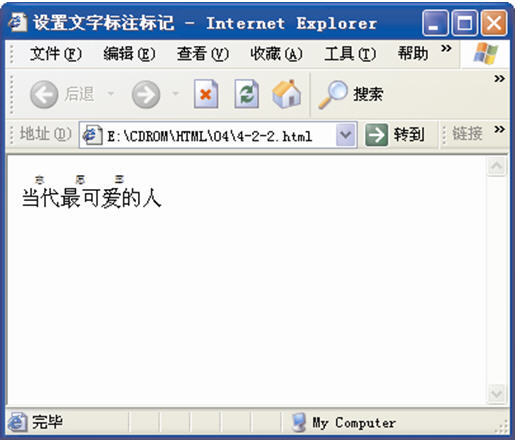 设置文字标注标记 - Internet Explorer
文件(F) 编辑(E) 查看(V) 收藏(A) 工具(T) 帮助 »
后退 搜索 »
地址(D) E:\CDROM\HTML\04\4-2-2.html 转到 链接 »
当代最可爱的人
完毕 My Computer